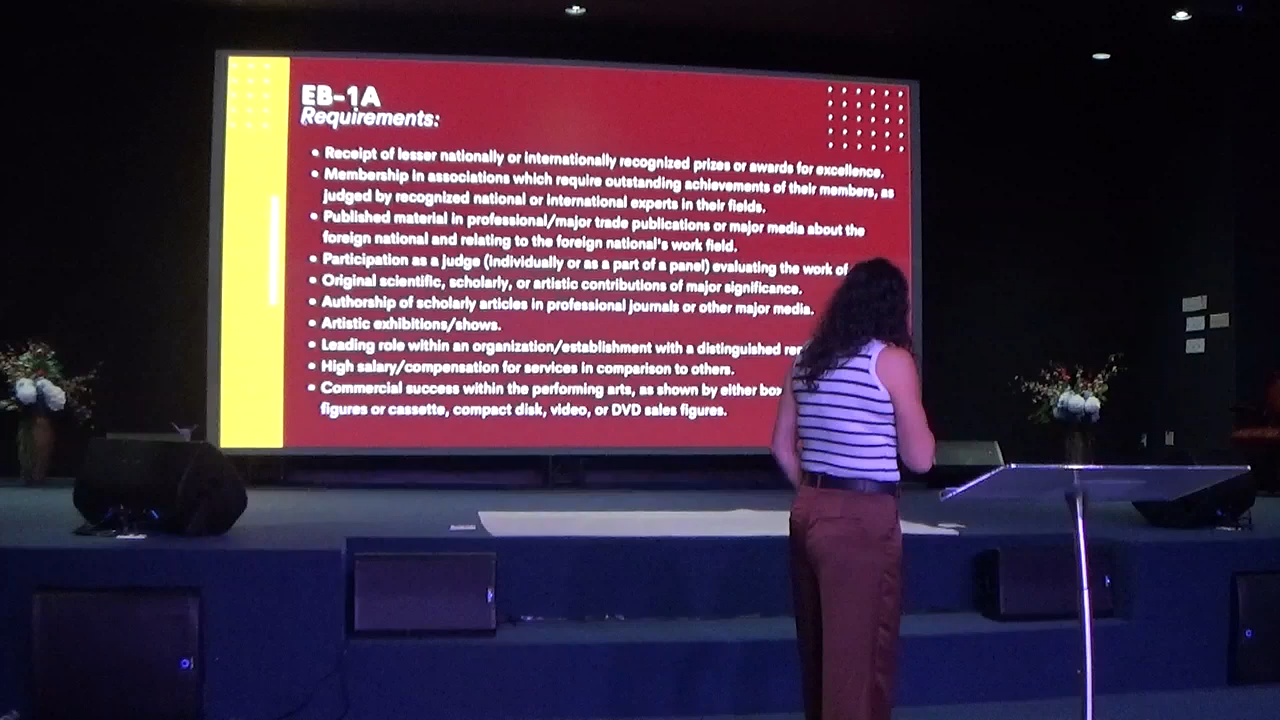 EB-1A
Requirements:
• Receipt of lesser nationally or internationally recognized prizes or awards for excellence.
• Membership in associations which require outstanding achievements of their members, as
judged by recognized national or international experts in their fields.
• Published material in professional/major trade publications or major media about the
foreign national and relating to the foreign national's work field.
• Participation as a judge (individually or as a part of a panel) evaluating the work of
• Original scientific, scholarly, or artistic contributions of major significance.
• Authorship of scholarly articles in professional journals or other major media.
• Artistic exhibitions/shows.
• Leading role within an organization/establishment with a distinguished
• High salary/compensation for services in comparison to others.
• Commercial success within the performing arts, as shown by either box
figures or cassette, compact disk, video, or DVD sales figures.